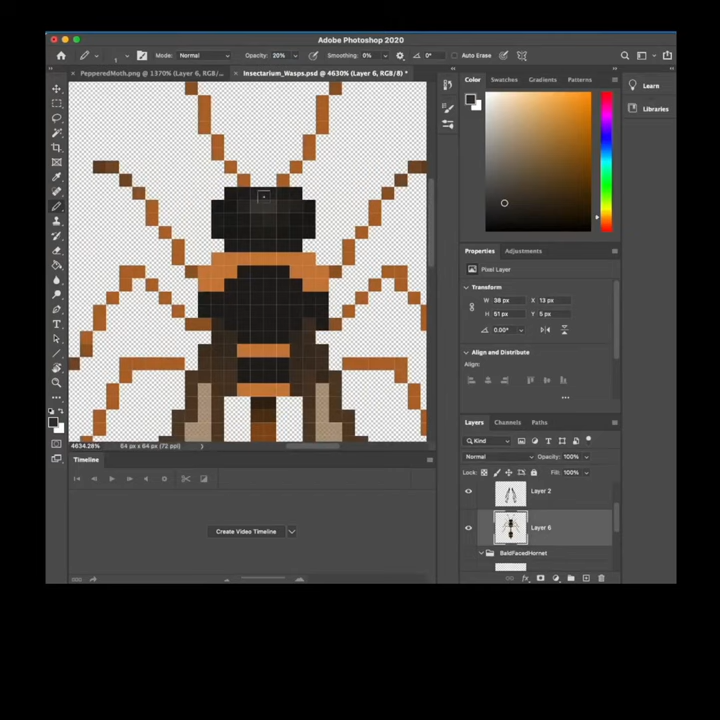 Adobe Photoshop 2020
1 Mode: Normal Opacity: 20% Smoothing: 0% 0° Auto Erase
PepperedMoth.png @ 1370% (Layer 6, RGB/... Insectarium_Wasps.psd @ 4630% (Layer 6, RGB/8) *
Color Swatches Gradients Patterns
Learn
Libraries
Properties Adjustments
Pixel Layer
Transform
W 38 px X 13 px
H 51 px Y 5 px
0.00°
Align and Distribute
Align:
Layers Channels Paths
Kind
Normal Opacity: 100%
Lock: Fill: 100%
Layer 2
Layer 6
BaldFacedHornet
4634.28% 64 px x 64 px (72 ppi)
Timeline
Create Video Timeline